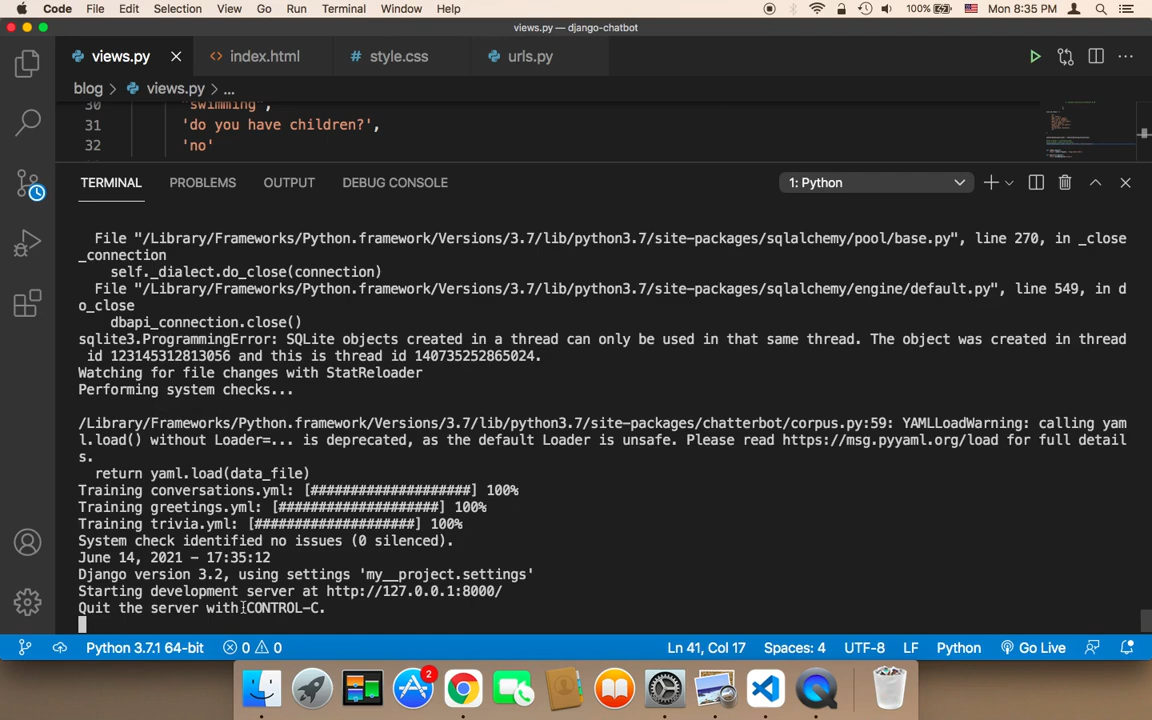 Code File Edit Selection View Go Run Terminal Window Help 100% Mon 8:35 PM
views.py — django-chatbot
views.py index.html # style.css urls.py
blog > views.py > ...
30 "swimming",
31 'do you have children?',
32 'no'
TERMINAL PROBLEMS OUTPUT DEBUG CONSOLE 1: Python
File "/Library/Frameworks/Python.framework/Versions/3.7/lib/python3.7/site-packages/sqlalchemy/pool/base.py", line 270, in _close
_connection
self._dialect.do_close(connection)
File "/Library/Frameworks/Python.framework/Versions/3.7/lib/python3.7/site-packages/sqlalchemy/engine/default.py", line 549, in d
o_close
dbapi_connection.close()
sqlite3.ProgrammingError: SQLite objects created in a thread can only be used in that same thread. The object was created in thread
id 123145312813056 and this is thread id 140735252865024.
Watching for file changes with StatReloader
Performing system checks...
/Library/Frameworks/Python.framework/Versions/3.7/lib/python3.7/site-packages/chatterbot/corpus.py:59: YAMLLoadWarning: calling yam
l.load() without Loader=... is deprecated, as the default Loader is unsafe. Please read https://msg.pyyaml.org/load for full detail
s.
return yaml.load(data_file)
Training conversations.yml: [####################] 100%
Training greetings.yml: [####################] 100%
Training trivia.yml: [####################] 100%
System check identified no issues (0 silenced).
June 14, 2021 - 17:35:12
Django version 3.2, using settings 'my__project.settings'
Starting development server at http://127.0.0.1:8000/
Quit the server with CONTROL-C.
Python 3.7.1 64-bit 0 0 Ln 41, Col 17 Spaces: 4 UTF-8 LF Python Go Live
2